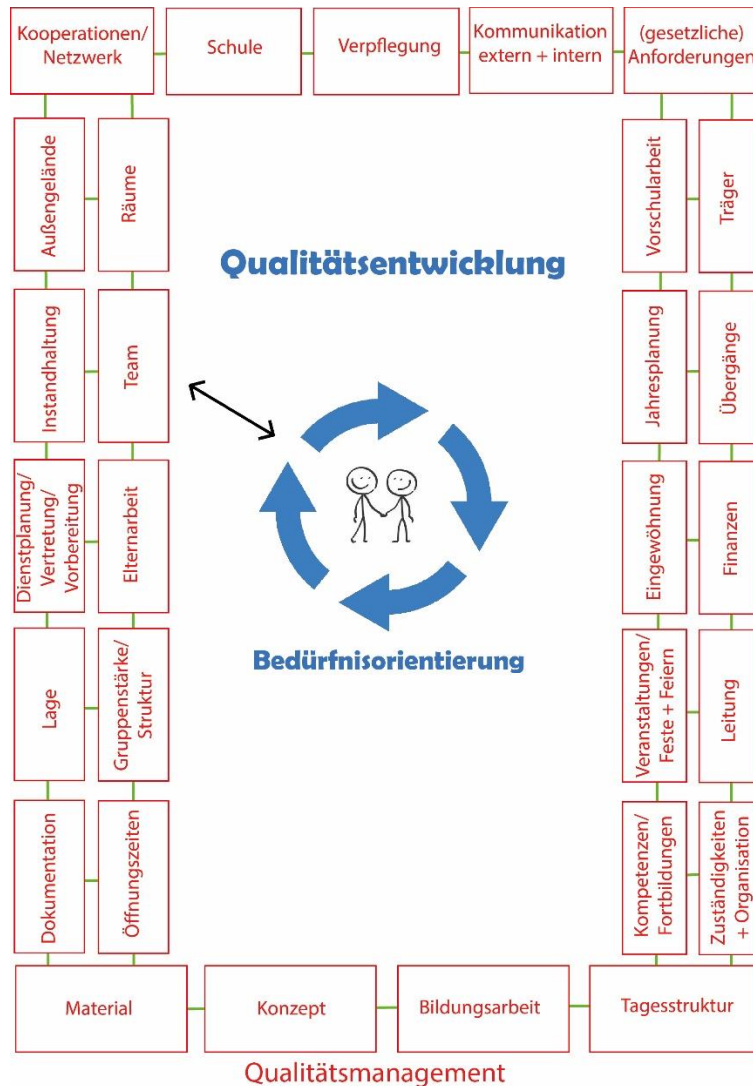 Kooperationen/
Netzwerk
Schule
Verpflegung
Kommunikation
extern + intern
(gesetzliche)
Anforderungen
Außengelände
Räume
Vorschularbeit
Träger
Qualitätsentwicklung
Instandhaltung
Team
Jahresplanung
Übergänge
Dienstplanung/
Vertretung/
Vorbereitung
Elternarbeit
Eingewöhnung
Finanzen
Bedürfnisorientierung
Lage
Gruppenstärke/
Struktur
Veranstaltungen/
Feste + Feiern
Leitung
Dokumentation
Öffnungszeiten
Kompetenzen/
Fortbildungen
Zuständigkeiten
+ Organisation
Material
Konzept
Bildungsarbeit
Tagesstruktur
Qualitätsmanagement